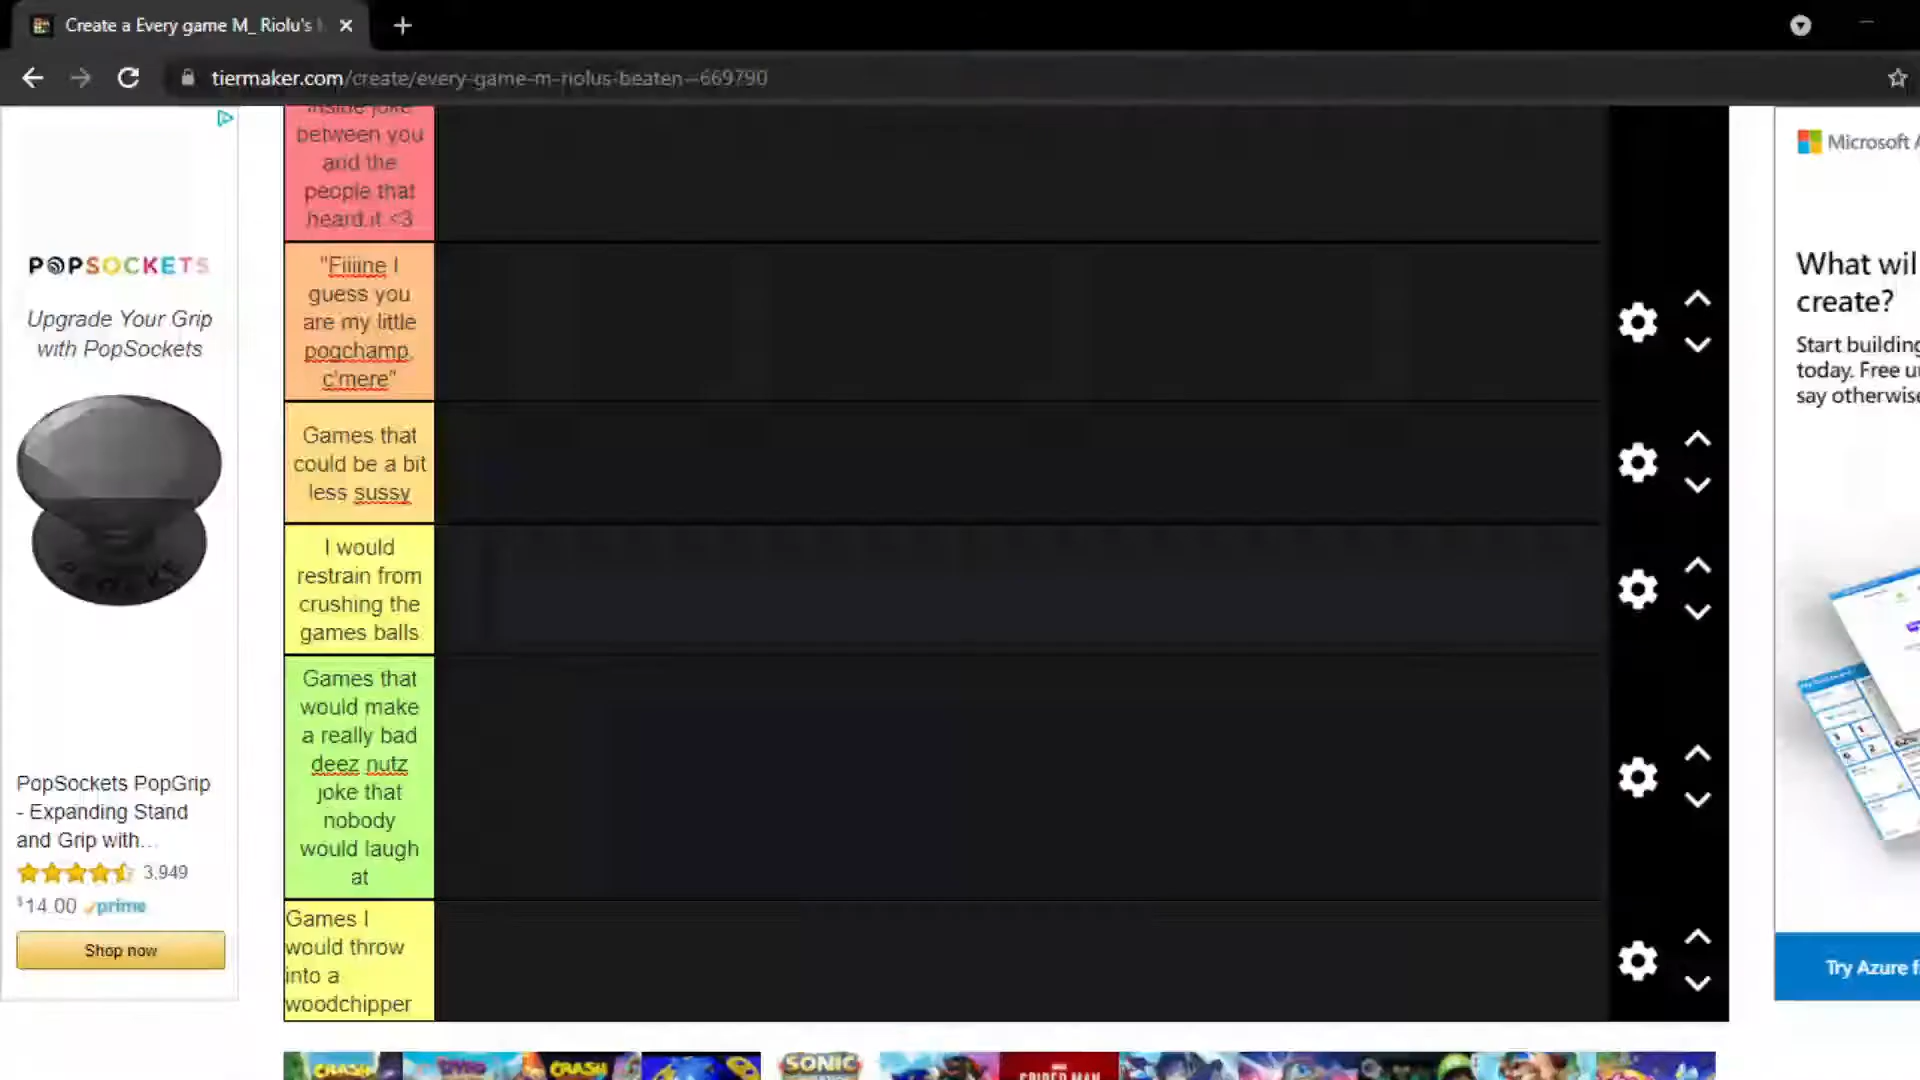 Create a Every game M_ Riolu's
tiermaker.com/create/every-game-m-riolus-beaten--669790
inside joke
between you
and the
people that
heard it <3
"Fiiiine I
guess you
are my little
pogchamp,
c'mere"
Games that
could be a bit
less sussy
I would
restrain from
crushing the
games balls
Games that
would make
a really bad
deez nutz
joke that
nobody
would laugh
at
Games I
would throw
into a
woodchipper
POPSOCKETS
Upgrade Your Grip
with PopSockets
PopSockets PopGrip
- Expanding Stand
and Grip with...
3,949
$14.00 prime
Shop now
Microsoft
What wil
create?
Start building
today. Free
say otherwise
Try Azure f
CRASH
CRASH
SONIC
SPIDER-MAN